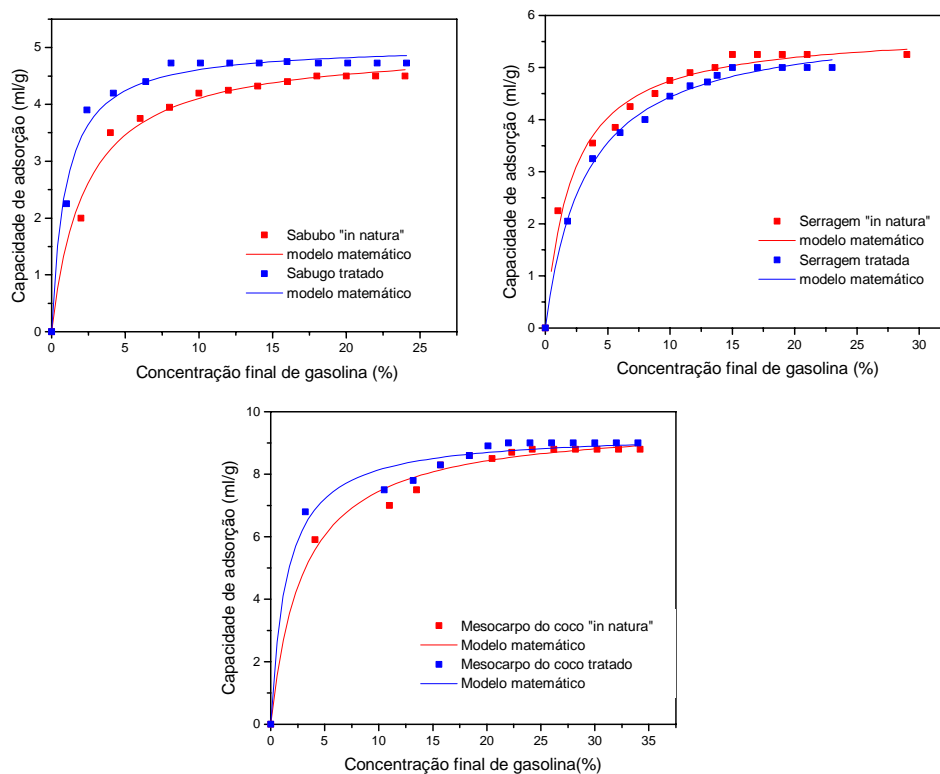 Capacidade de adsorção (ml/g)
5
4
3
2
1
0
Sabubo "in natura"
modelo matemático
Sabugo tratado
modelo matemático
0 5 10 15 20 25
Concentração final de gasolina (%)
Capacidade de adsorção (ml/g)
6
5
4
3
2
1
0
Serragem "in natura"
modelo matemático
Serragem tratada
modelo matemático
0 5 10 15 20 25 30
Concentração final de gasolina (%)
Capacidade de adsorção (ml/g)
10
8
6
4
2
0
Mesocarpo do coco "in natura"
Modelo matemático
Mesocarpo do coco tratado
Modelo matemático
0 5 10 15 20 25 30 35
Concentração final de gasolina(%)